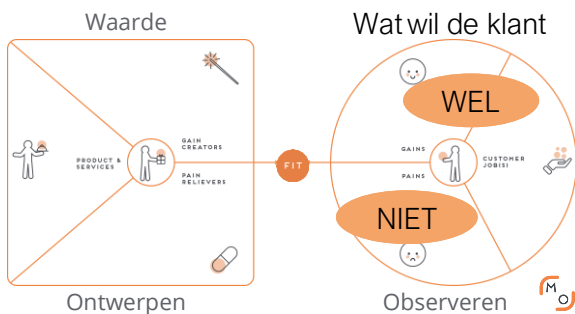 Waarde
Wat wil de klant
WEL
GAIN
CREATORS
PRODUCT &
SERVICES
PAIN
RELIEVERS
FIT
GAINS
PAINS
CUSTOMER
JOB(S)
NIET
Ontwerpen
Observeren
M
O